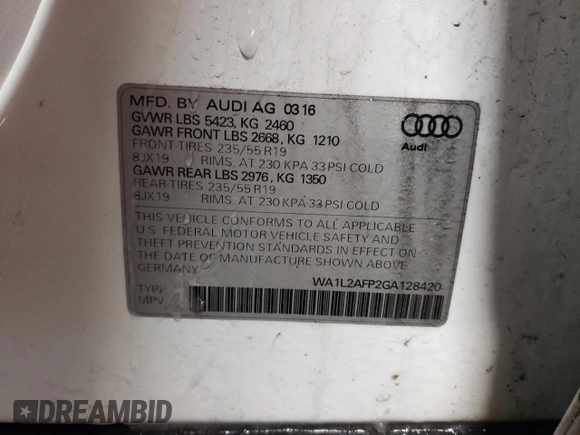 MFD. BY AUDI AG 03 16
GVWR LBS 5423, KG 2460
GAWR FRONT LBS 2668, KG 1210
FRONT-TIRES 235/55 R19
8JX19 RIMS. AT 230 KPA 33 PSI COLD
GAWR REAR LBS 2976, KG 1350
REAR-TIRES 235/55 R19
8JX19 RIMS. AT 230 KPA 33 PSI COLD
THIS VEHICLE CONFORMS TO ALL APPLICABLE
U.S. FEDERAL MOTOR VEHICLE SAFETY AND
THEFT PREVENTION STANDARDS IN EFFECT ON
THE DATE OF MANUFACTURE SHOWN ABOVE.
GERMANY
WA1L2AFP2GA128420
TYPE
MPV
Audi
DREAMBID